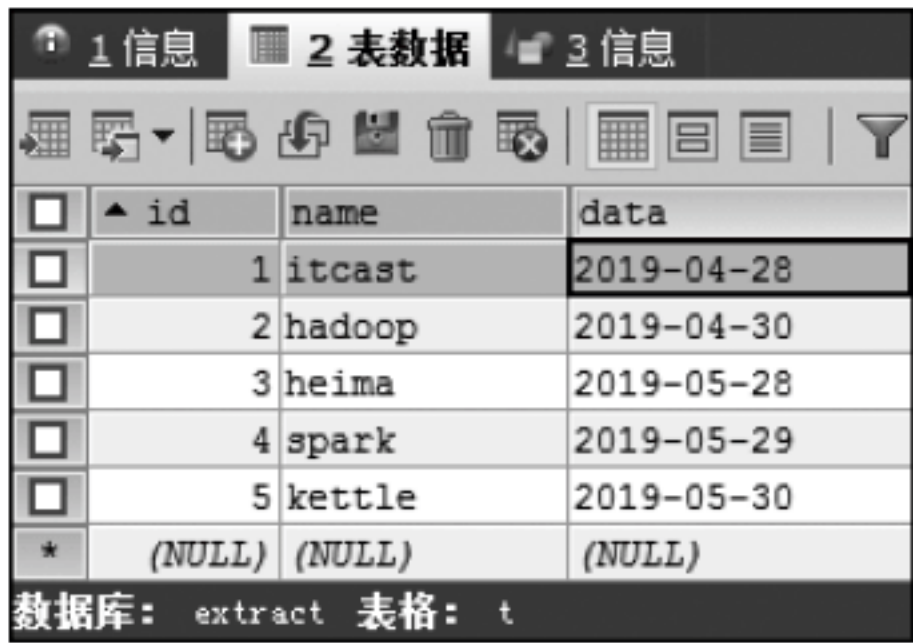 1 信息 2 表数据 3 信息
id name data
1 itcast 2019-04-28
2 hadoop 2019-04-30
3 heima 2019-05-28
4 spark 2019-05-29
5 kettle 2019-05-30
* (NULL) (NULL) (NULL)
数据库： extract 表格： t